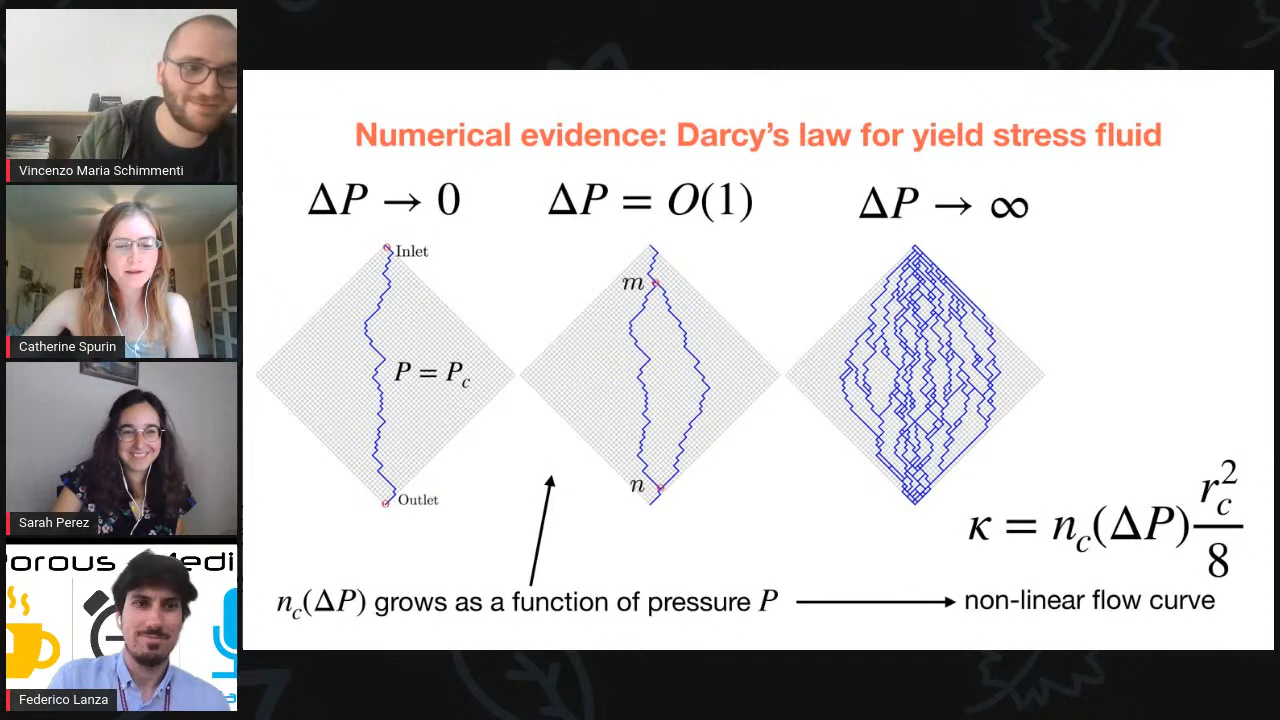 Vincenzo Maria Schimmenti
Catherine Spurin
Sarah Perez
Porous Medi
Federico Lanza
Numerical evidence: Darcy's law for yield stress fluid
ΔP → 0
ΔP = O(1)
ΔP → ∞
Inlet
P = P_c
Outlet
m
n
κ = n_c(ΔP) r_c^2/8
n_c(ΔP) grows as a function of pressure P → non-linear flow curve